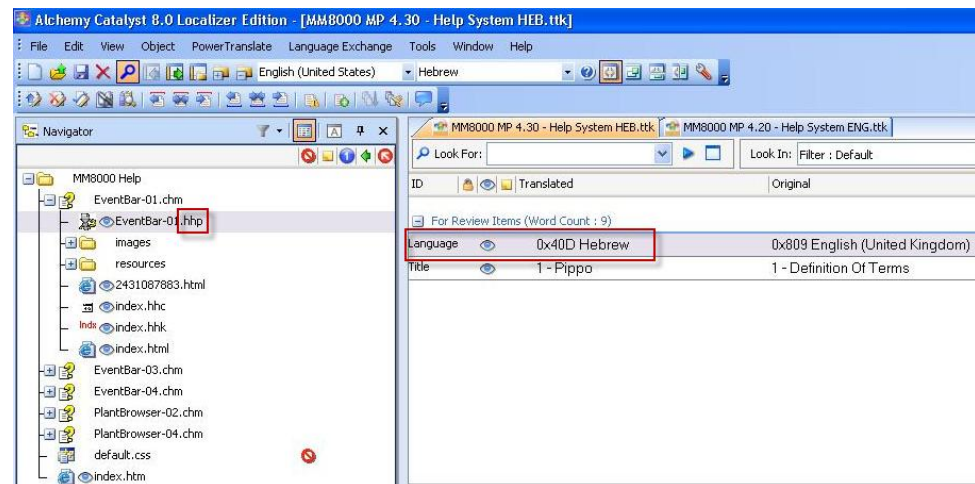 Alchemy Catalyst 8.0 Localizer Edition - [MM8000 MP 4.30 - Help System HEB.ttk]
File Edit View Object PowerTranslate Language Exchange Tools Window Help
English (United States) Hebrew
Navigator
MM8000 MP 4.30 - Help System HEB.ttk MM8000 MP 4.20 - Help System ENG.ttk
Look For: Look In: Filter : Default
MM8000 Help
ID Translated Original
EventBar-01.chm
EventBar-01.hhp
For Review Items (Word Count : 9)
images
Language 0x40D Hebrew 0x809 English (United Kingdom)
resources
Title 1 - Pippo 1 - Definition Of Terms
2431087883.html
index.hhc
Indx index.hhk
index.html
EventBar-03.chm
EventBar-04.chm
PlantBrowser-02.chm
PlantBrowser-04.chm
default.css
index.htm